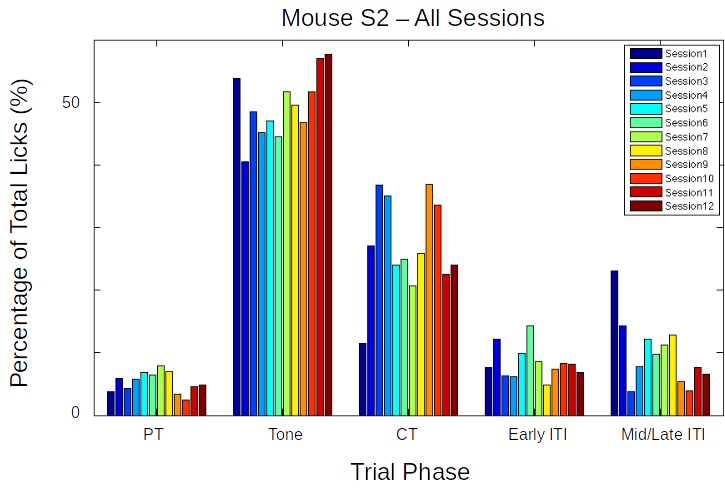 Mouse S2 – All Sessions
Percentage of Total Licks (%)
50
0
Session1
Session2
Session3
Session4
Session5
Session6
Session7
Session8
Session9
Session10
Session11
Session12
PT Tone CT Early ITI Mid/Late ITI
Trial Phase